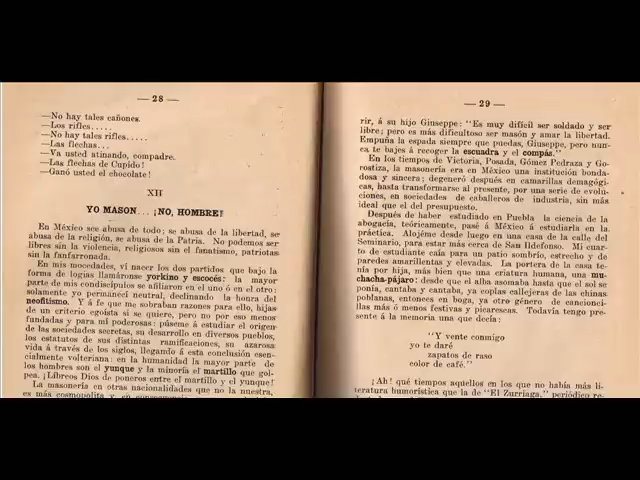 — 28 —
—No hay tales cañones.
—Los rifles.....
—No hay tales rifles.....
—Las flechas...
—Va usted atinando, compadre.
—Las flechas de Cupido!
—Ganó usted el chocolate!
XII
YO MASON... ¡NO, HOMBRE!
En México se abusa de todo; se abusa de la libertad, se
abusa de la religión, se abusa de la Patria. No podemos ser
libres sin la violencia, religiosos sin el fanatismo, patriotas
sin la fanfarronada.
En mis mocedades, ví nacer los dos partidos que bajo la
forma de logias llamáronse yorkino y escocés: la mayor
parte de mis condiscípulos se afiliaron en el uno ó en el otro:
solamente yo permanecí neutral, declinando la honra del
neofitismo. Y á fe que me sobraban razones para ello, hijas
de un criterio egoísta si se quiere, pero no por eso menos
fundadas y para mí poderosas: púseme á estudiar el origen
de las sociedades secretas, su desarrollo en diversos pueblos,
los estatutos de sus distintas ramificaciones, su azarosa
vida á través de los siglos, llegando á esta conclusión esen-
cialmente volteriana: en la humanidad la mayor parte de
los hombres son el yunque y la minoría el martillo que gol-
pea. ¡Líbreos Dios de poneros entre el martillo y el yunque!
La masonería en otras nacionalidades que no la nuestra,
es más cosmopolita y, en consecuencia
— 29 —
rir, á su hijo Giuseppe: "Es muy difícil ser soldado y ser
libre; pero es más dificultoso ser masón y amar la libertad.
Empuña la espada siempre que puedas, Giuseppe, pero nun-
ca te bajes á recoger la escuadra y el compás."
En los tiempos de Victoria, Posada, Gómez Pedraza y Go-
rostiza, la masonería era en México una institución bonda-
dosa y sincera; degeneró después en camarillas demagógi-
cas, hasta transformarse al presente, por una serie de evolu-
ciones, en sociedades de caballeros de industria, sin más
ideal que el del presupuesto.
Después de haber estudiado en Puebla la ciencia de la
abogacía, teóricamente, pasé á México á estudiarla en la
práctica. Alojéme desde luego en una casa de la calle del
Seminario, para estar más cerca de San Ildefonso. Mi cuar-
to de estudiante caía para un patio sombrío, estrecho y de
paredes amarillentas y elevadas. La portera de la casa te-
nía por hija, más bien que una criatura humana, una mu-
chacha-pájaro: desde que el alba asomaba hasta que el sol se
ponía, cantaba y cantaba, ya coplas callejeras de las chinas
poblanas, entonces en boga, ya otro género de cancionci-
llas más ó menos festivas y picarescas. Todavía tengo pre-
sente á la memoria una que decía:
"Y vente conmigo
yo te daré
zapatos de raso
color de café."
¡Ah! qué tiempos aquellos en los que no había más li-
teratura humorística que la de "El Zurriaga," periódico re-